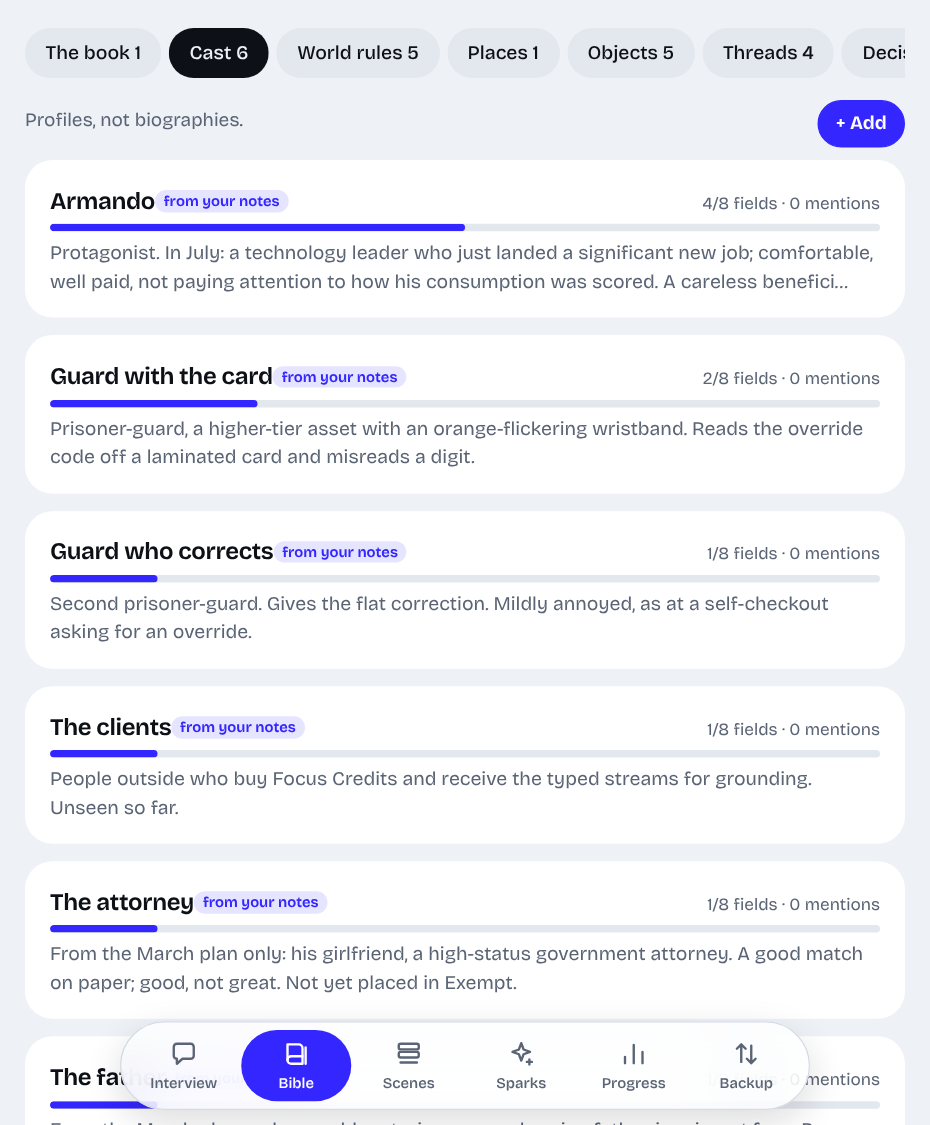 The book 1
Cast 6
World rules 5
Places 1
Objects 5
Threads 4
Profiles, not biographies.
+ Add
Armando from your notes
4/8 fields · 0 mentions
Protagonist. In July: a technology leader who just landed a significant new job; comfortable,
well paid, not paying attention to how his consumption was scored. A careless benefici...
Guard with the card from your notes
2/8 fields · 0 mentions
Prisoner-guard, a higher-tier asset with an orange-flickering wristband. Reads the override
code off a laminated card and misreads a digit.
Guard who corrects from your notes
1/8 fields · 0 mentions
Second prisoner-guard. Gives the flat correction. Mildly annoyed, as at a self-checkout
asking for an override.
The clients from your notes
1/8 fields · 0 mentions
People outside who buy Focus Credits and receive the typed streams for grounding.
Unseen so far.
The attorney from your notes
1/8 fields · 0 mentions
From the March plan only: his girlfriend, a high-status government attorney. A good match
on paper; good, not great. Not yet placed in Exempt.
The
mentions
Interview
Bible
Scenes
Sparks
Progress
Backup